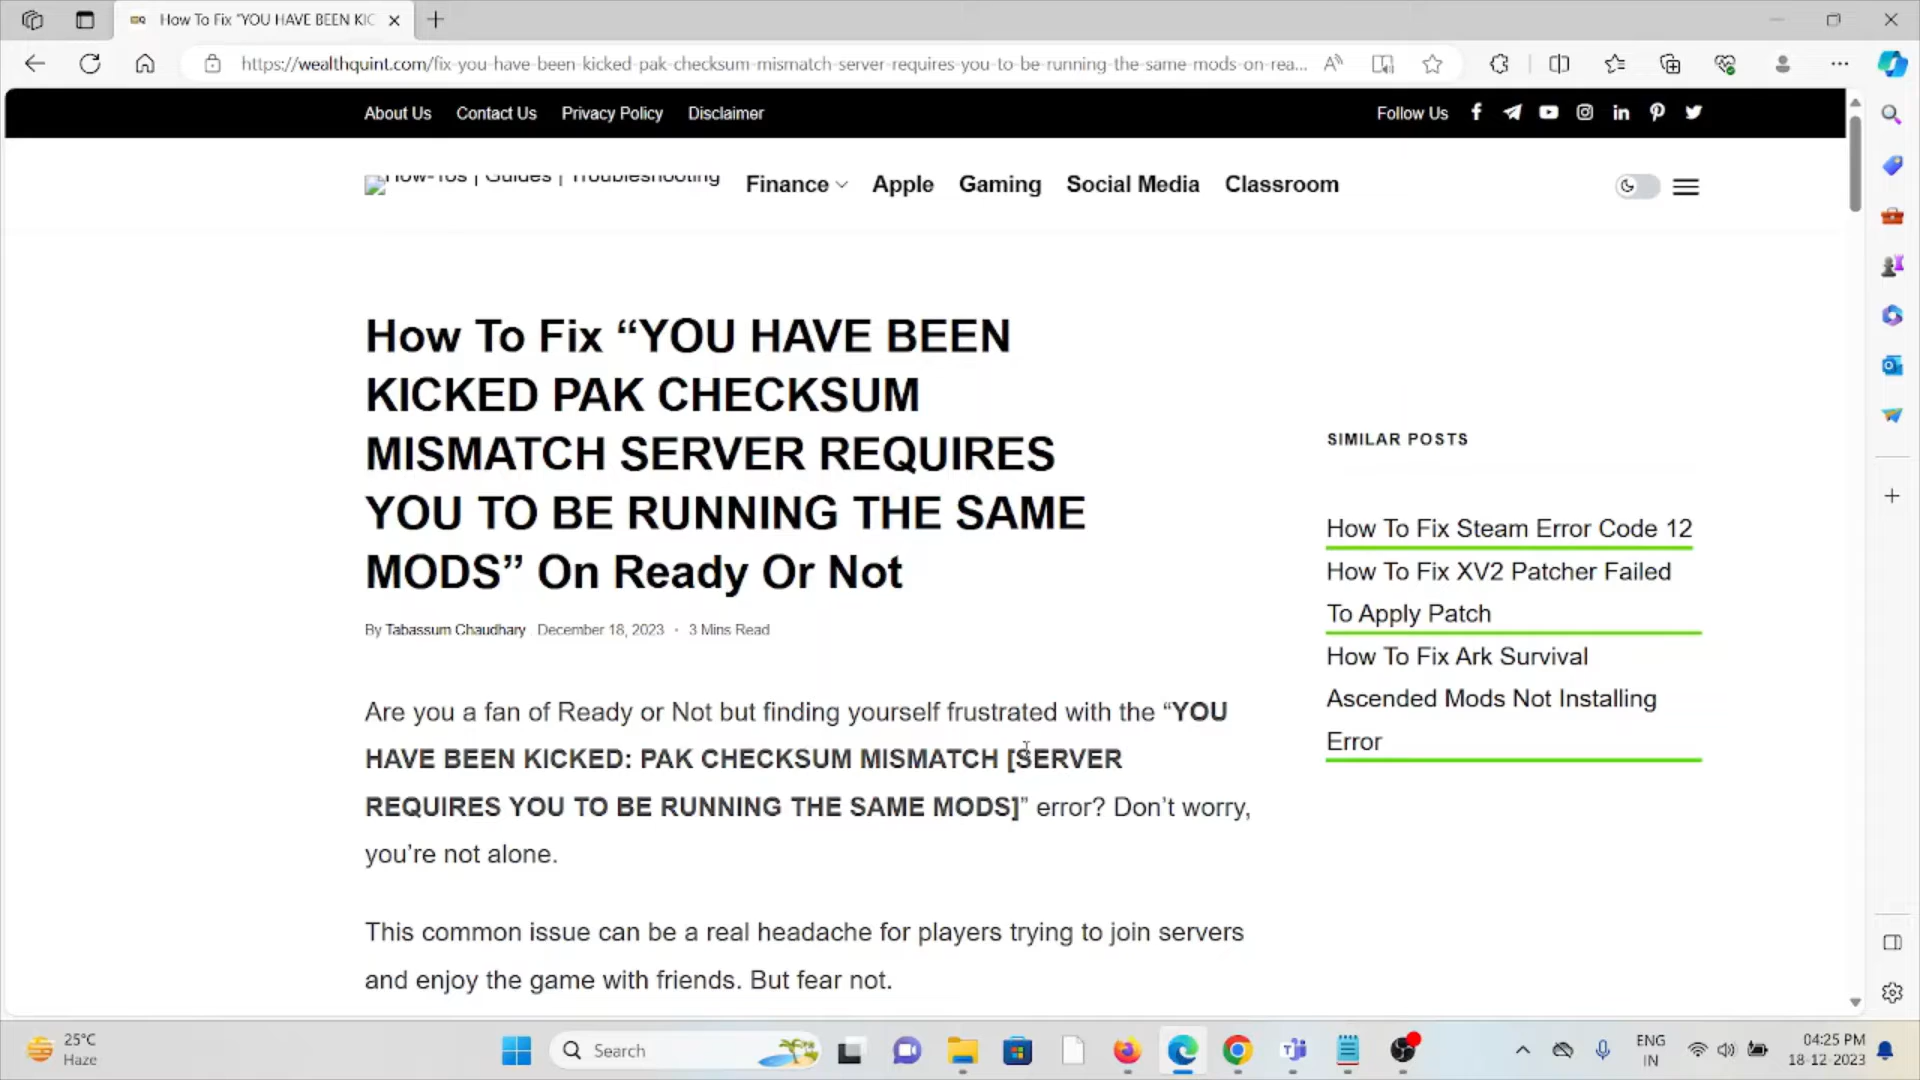 How To Fix "YOU HAVE BEEN KIC
https://wealthquint.com/fix-you-have-been-kicked-pak-checksum-mismatch-server-requires-you-to-be-running-the-same-mods-on-rea...
About Us Contact Us Privacy Policy Disclaimer Follow Us
How-Tos | Guides | Troubleshooting Finance Apple Gaming Social Media Classroom
How To Fix “YOU HAVE BEEN
KICKED PAK CHECKSUM
MISMATCH SERVER REQUIRES
YOU TO BE RUNNING THE SAME
MODS” On Ready Or Not
By Tabassum Chaudhary . December 18, 2023 • 3 Mins Read
Are you a fan of Ready or Not but finding yourself frustrated with the “YOU
HAVE BEEN KICKED: PAK CHECKSUM MISMATCH [SERVER
REQUIRES YOU TO BE RUNNING THE SAME MODS]” error? Don’t worry,
you’re not alone.
This common issue can be a real headache for players trying to join servers
and enjoy the game with friends. But fear not.
SIMILAR POSTS
How To Fix Steam Error Code 12
How To Fix XV2 Patcher Failed
To Apply Patch
How To Fix Ark Survival
Ascended Mods Not Installing
Error
25°C
Haze
Search
ENG
IN
04:25 PM
18-12-2023